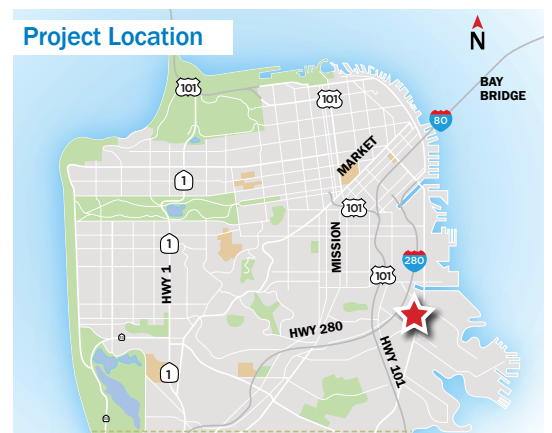 Project Location
N
BAY
BRIDGE
101
101
80
MARKET
1
101
MISSION
1
HWY 1
101
280
HWY 280
HWY 101
1